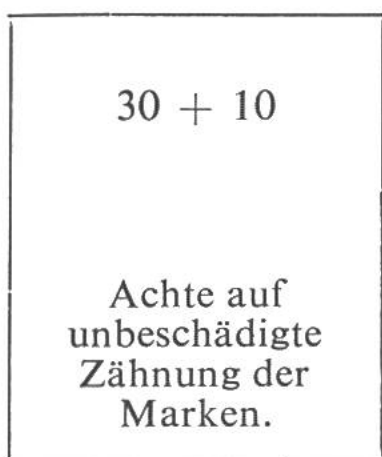 30 + 10
Achte auf
unbeschädigte
Zähnung der
Marken.